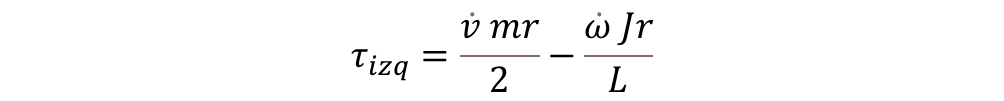 τ_izq = v̇ mr / 2 − ω̇ Jr / L